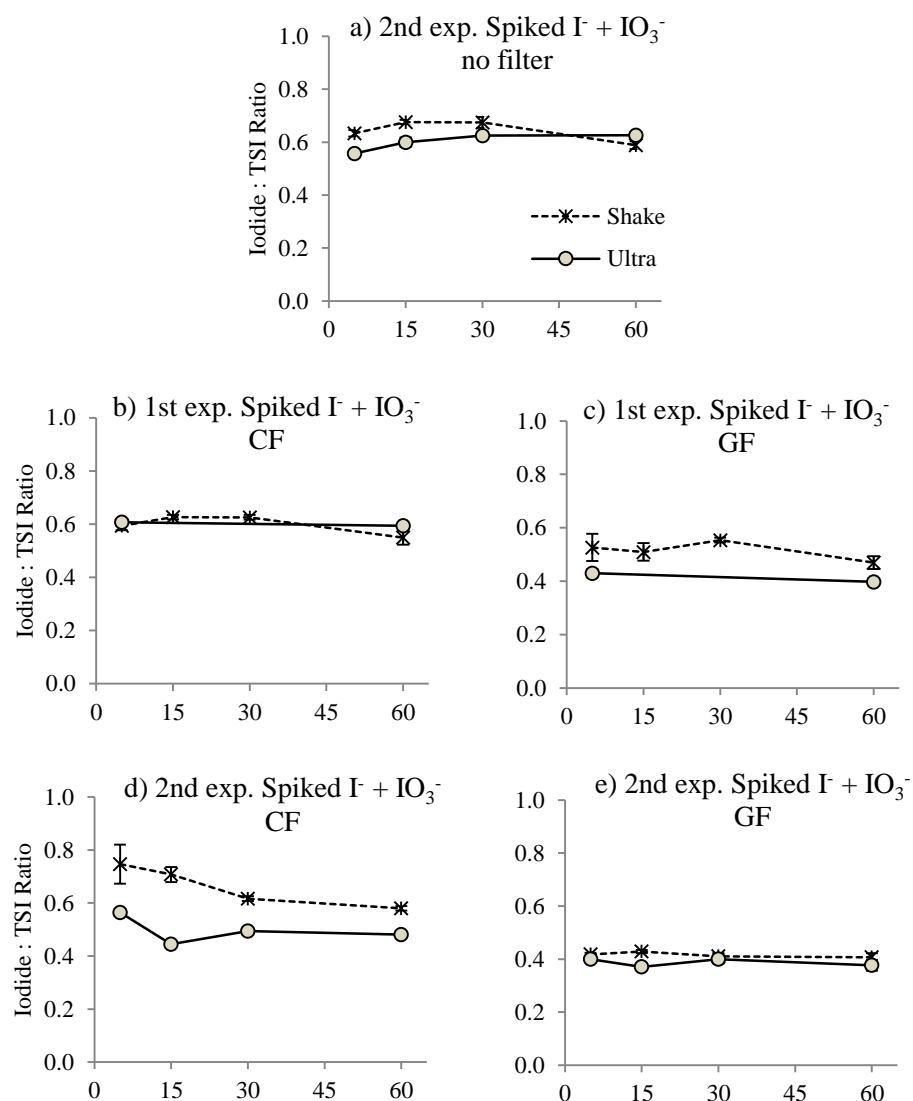 a) 2nd exp. Spiked I⁻ + IO₃⁻
no filter
Iodide : TSI Ratio
1.0
0.8
0.6
0.4
0.2
0.0
0 15 30 45 60
Shake
Ultra
b) 1st exp. Spiked I⁻ + IO₃⁻
CF
Iodide : TSI Ratio
1.0
0.8
0.6
0.4
0.2
0.0
0 15 30 45 60
c) 1st exp. Spiked I⁻ + IO₃⁻
GF
1.0
0.8
0.6
0.4
0.2
0.0
0 15 30 45 60
d) 2nd exp. Spiked I⁻ + IO₃⁻
CF
Iodide : TSI Ratio
1.0
0.8
0.6
0.4
0.2
0.0
0 15 30 45 60
e) 2nd exp. Spiked I⁻ + IO₃⁻
GF
1.0
0.8
0.6
0.4
0.2
0.0
0 15 30 45 60